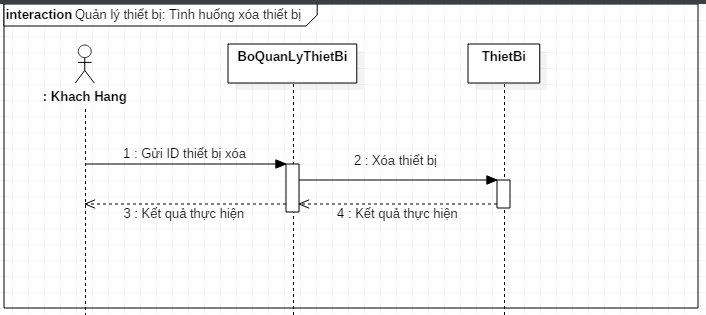 interaction Quản lý thiết bị: Tình huống xóa thiết bị
BoQuanLyThietBi
ThietBi
: Khach Hang
1 : Gửi ID thiết bị xóa
2 : Xóa thiết bị
3 : Kết quả thực hiện
4 : Kết quả thực hiện